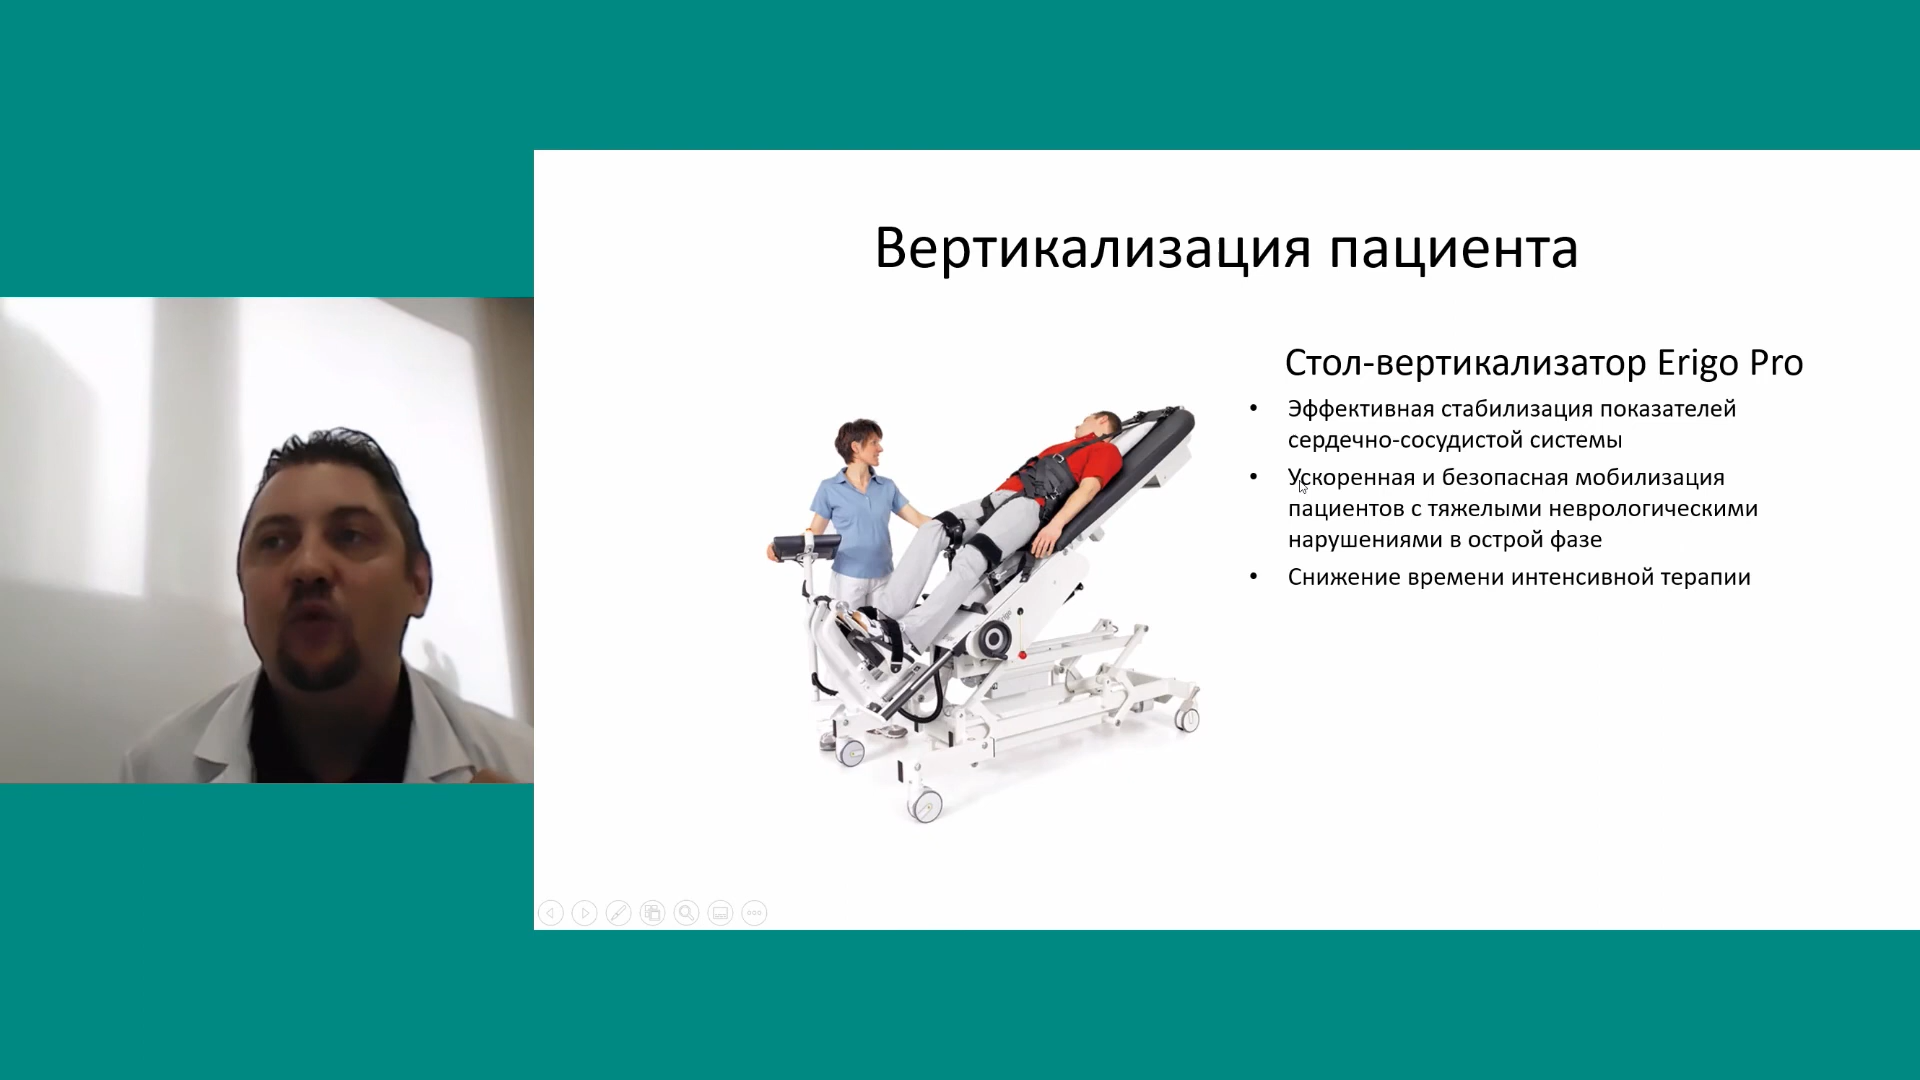 Вертикализация пациента
Стол-вертикализатор Erigo Pro
• Эффективная стабилизация показателей
сердечно-сосудистой системы
• Ускоренная и безопасная мобилизация
пациентов с тяжелыми неврологическими
нарушениями в острой фазе
• Снижение времени интенсивной терапии